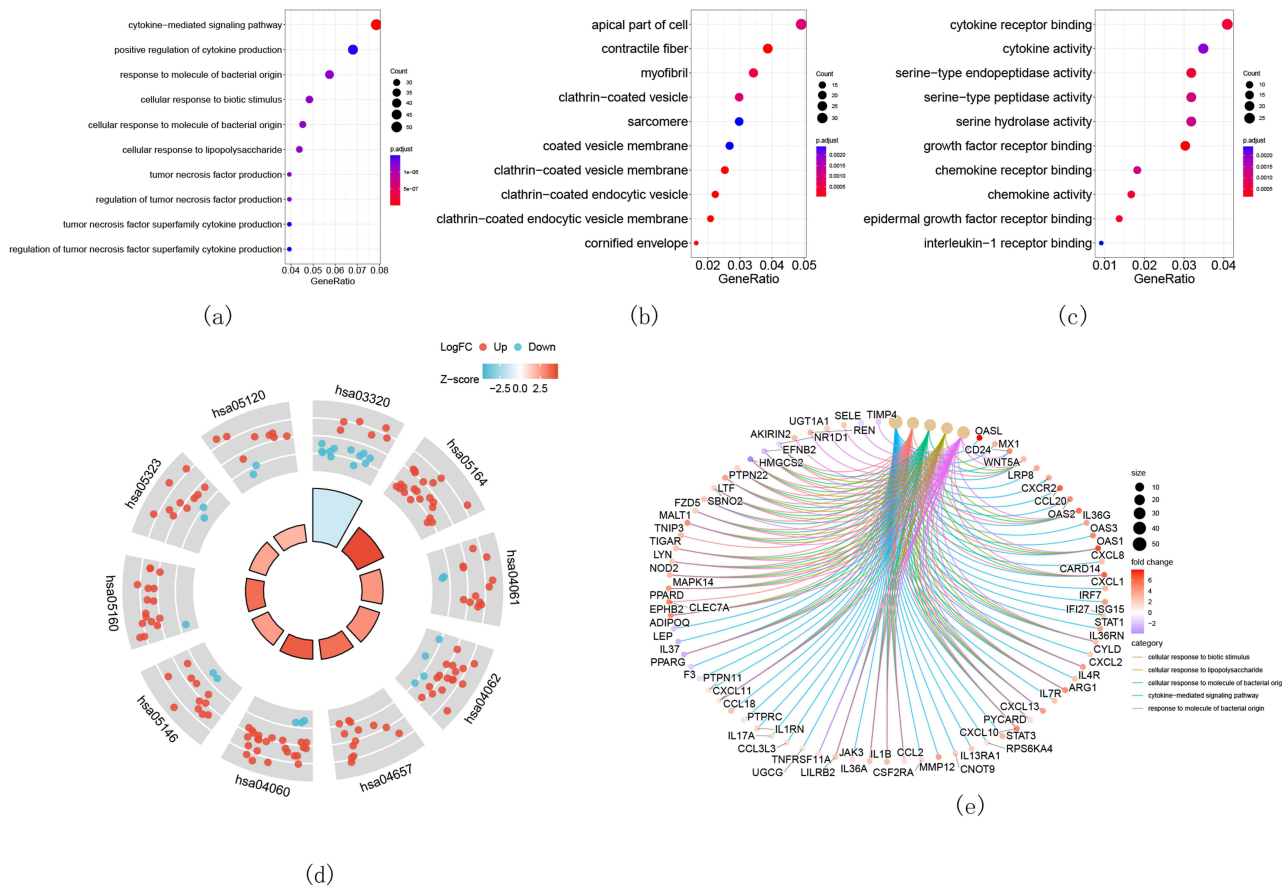 cytokine-mediated signaling pathway
positive regulation of cytokine production
response to molecule of bacterial origin
cellular response to biotic stimulus
cellular response to molecule of bacterial origin
cellular response to lipopolysaccharide
tumor necrosis factor production
regulation of tumor necrosis factor production
tumor necrosis factor superfamily cytokine production
regulation of tumor necrosis factor superfamily cytokine production
0.04 0.05 0.06 0.07 0.08
GeneRatio
Count
30
35
40
45
50
p.adjust
1e-06
5e-07
(a)
apical part of cell
contractile fiber
myofibril
clathrin-coated vesicle
sarcomere
coated vesicle membrane
clathrin-coated vesicle membrane
clathrin-coated endocytic vesicle
clathrin-coated endocytic vesicle membrane
cornified envelope
0.02 0.03 0.04 0.05
GeneRatio
Count
15
20
25
30
p.adjust
0.0020
0.0015
0.0010
0.0005
(b)
cytokine receptor binding
cytokine activity
serine-type endopeptidase activity
serine-type peptidase activity
serine hydrolase activity
growth factor receptor binding
chemokine receptor binding
chemokine activity
epidermal growth factor receptor binding
interleukin-1 receptor binding
0.01 0.02 0.03 0.04
GeneRatio
Count
10
15
20
25
p.adjust
0.0020
0.0015
0.0010
0.0005
(c)
LogFC Up Down
Z-score
-2.5 0.0 2.5
hsa03320
hsa05164
hsa04061
hsa04062
hsa04657
hsa04060
hsa05146
hsa05160
hsa05323
hsa05120
(d)
TIMP4
SELE
REN
UGT1A1
NR1D1
AKIRIN2
EFNB2
HMGCS2
PTPN22
LTF
SBNO2
FZD5
MALT1
TNIP3
TIGAR
LYN
NOD2
MAPK14
PPARD
CLEC7A
EPHB2
ADIPOQ
LEP
IL37
PPARG
F3
PTPN11
CXCL11
CCL18
PTPRC
IL17A
IL1RN
CCL3L3
TNFRSF11A
UGCG
LILRB2
JAK3
IL36A
IL1B
CSF2RA
CCL2
MMP12
IL13RA1
CNOT9
RPS6KA4
STAT3
CXCL10
PYCARD
CXCL13
IL7R
ARG1
IL4R
CXCL2
CYLD
IL36RN
STAT1
ISG15
IFI27
IRF7
CXCL1
CARD14
CXCL8
OAS1
OAS3
IL36G
OAS2
CCL20
CXCR2
LRP8
WNT5A
MX1
CD24
OASL
size
10
20
30
40
50
fold change
6
4
2
0
-2
category
cellular response to biotic stimulus
cellular response to lipopolysaccharide
cellular response to molecule of bacterial orig
cytokine-mediated signaling pathway
response to molecule of bacterial origin
(e)